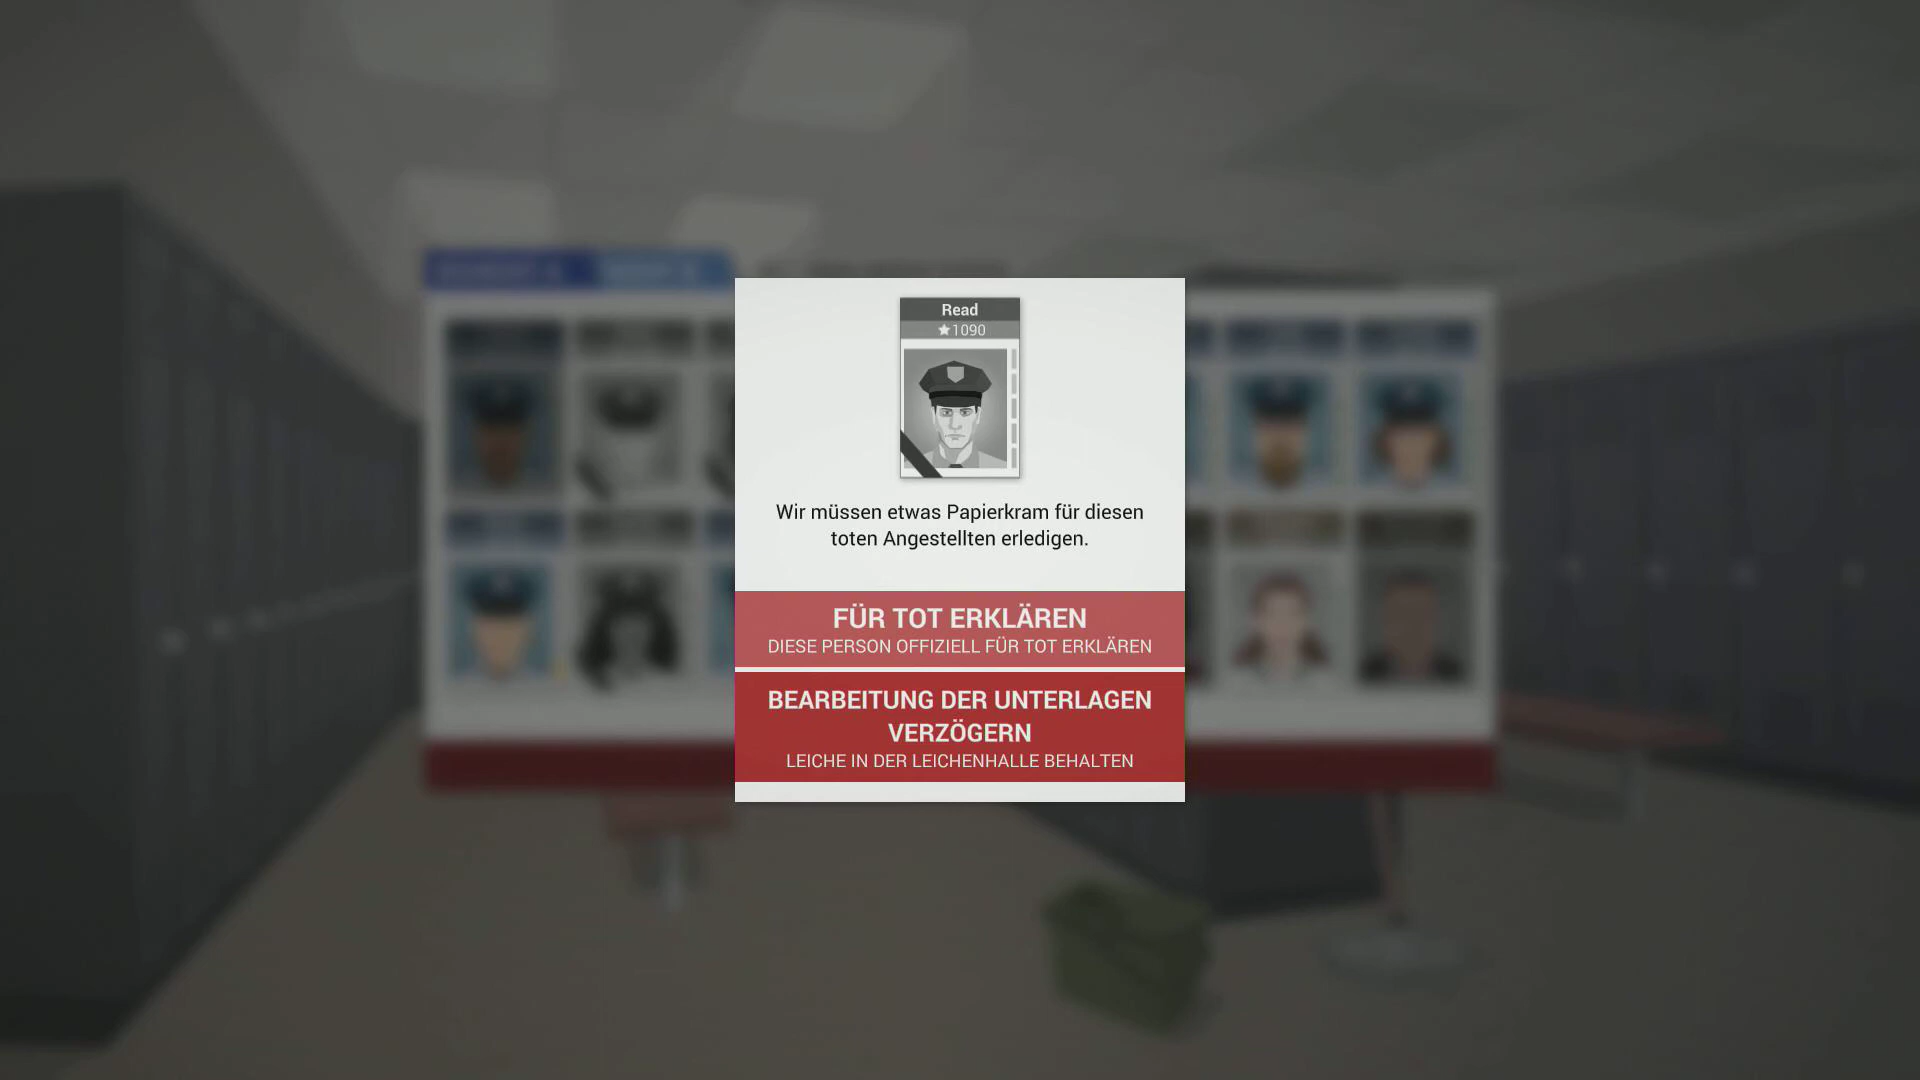 Read
★1090
Wir müssen etwas Papierkram für diesen
toten Angestellten erledigen.
FÜR TOT ERKLÄREN
DIESE PERSON OFFIZIELL FÜR TOT ERKLÄREN
BEARBEITUNG DER UNTERLAGEN
VERZÖGERN
LEICHE IN DER LEICHENHALLE BEHALTEN